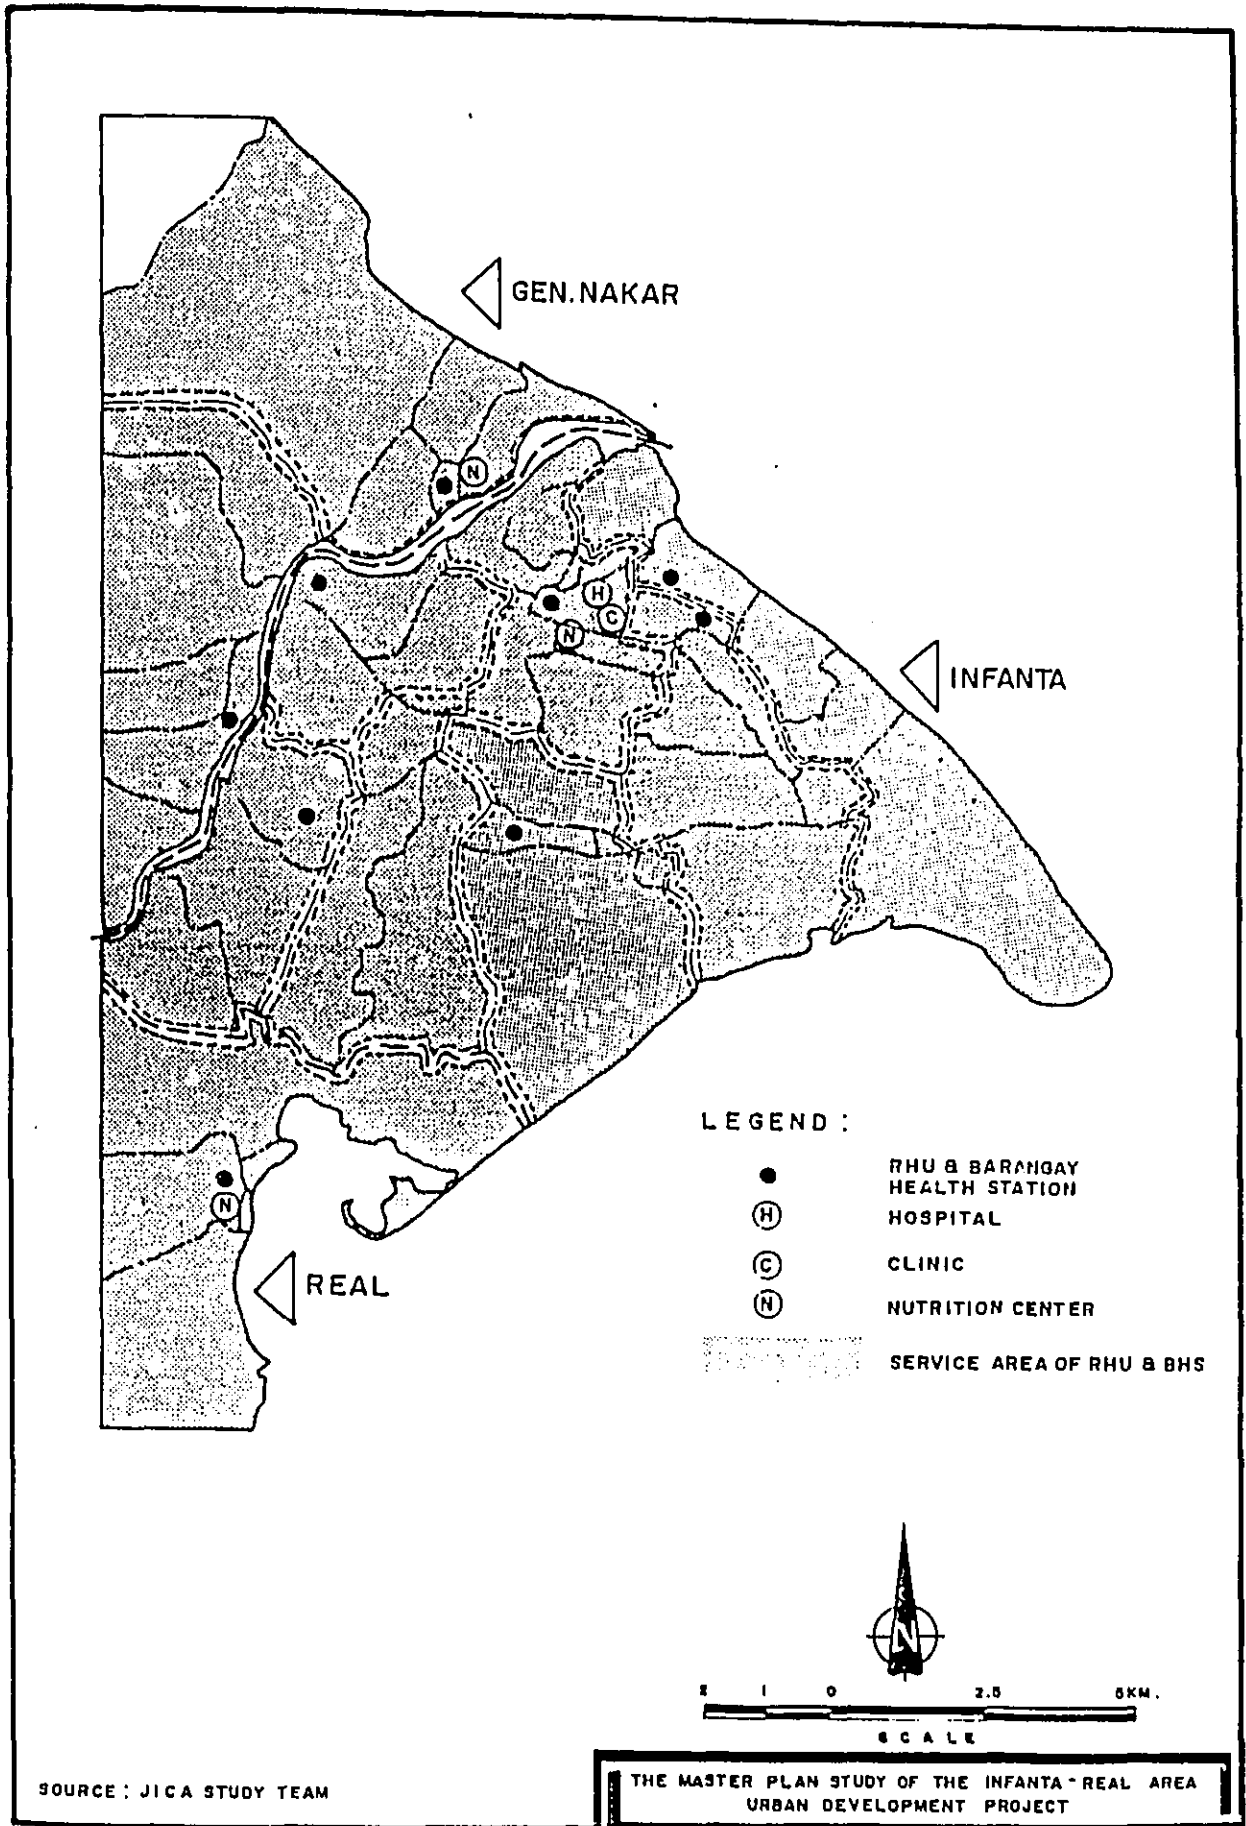 GEN.NAKAR
N
H
C
N
INFANTA
N
REAL
LEGEND :
RHU & BARANGAY
HEALTH STATION
H HOSPITAL
C CLINIC
N NUTRITION CENTER
SERVICE AREA OF RHU & BHS
N
2 1 0 2.5 5KM.
SCALE
SOURCE : JICA STUDY TEAM
THE MASTER PLAN STUDY OF THE INFANTA-REAL AREA
URBAN DEVELOPMENT PROJECT